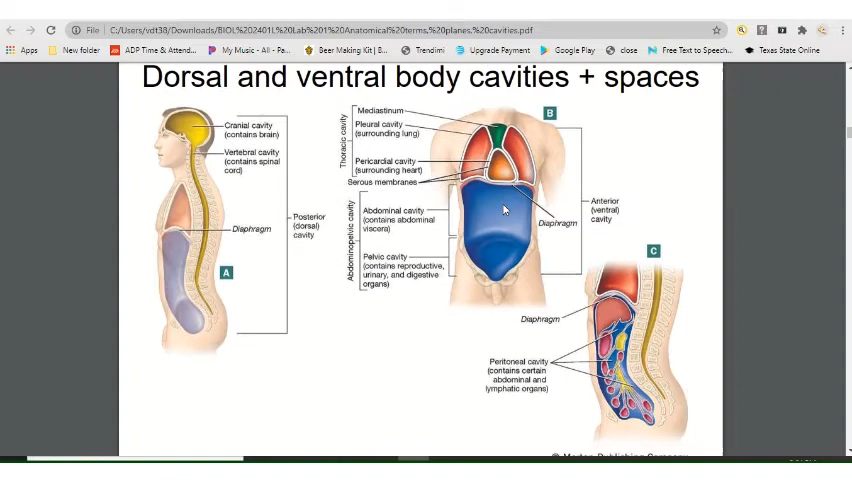 File | C:/Users/vdt38/Downloads/BIOL%202401L%20Lab%201%20Anatomical%20terms,%20planes,%20cavities.pdf
Apps New folder ADP Time & Attend... My Music - All - Pa... Beer Making Kit | B... Trendimi Upgrade Payment Google Play close Free Text to Speech... Texas State Online
Dorsal and ventral body cavities + spaces
Cranial cavity
(contains brain)
Vertebral cavity
(contains spinal
cord)
Diaphragm
Posterior
(dorsal)
cavity
A
Thoracic cavity
Mediastinum
Pleural cavity
(surrounding lung)
Pericardial cavity
(surrounding heart)
Serous membranes
Abdominopelvic cavity
Abdominal cavity
(contains abdominal
viscera)
Pelvic cavity
(contains reproductive,
urinary, and digestive
organs)
B
Diaphragm
Anterior
(ventral)
cavity
C
Diaphragm
Peritoneal cavity
(contains certain
abdominal and
lymphatic organs)
© Morton Publishing Company